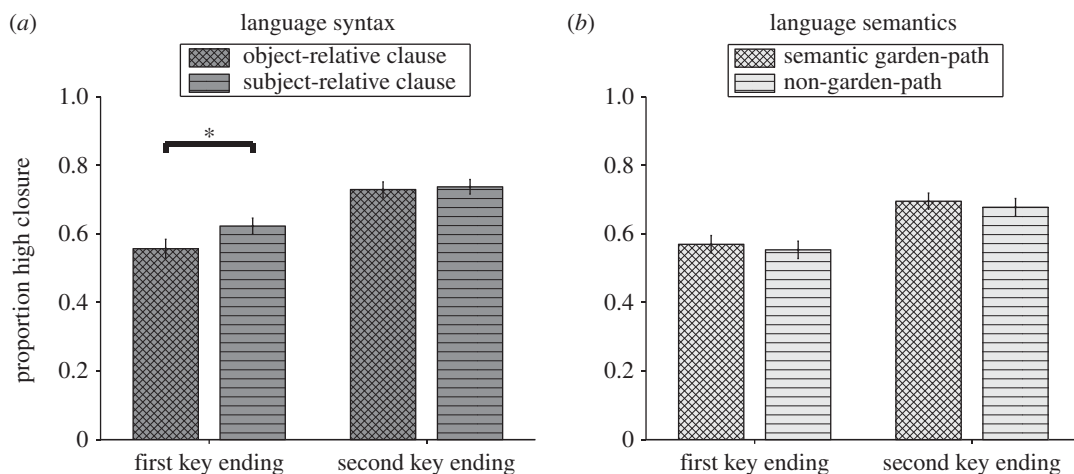 (a) language syntax
object-relative clause
subject-relative clause
proportion high closure
1.0
0.8
0.6
0.4
0.2
0
*
first key ending second key ending
(b) language semantics
semantic garden-path
non-garden-path
1.0
0.8
0.6
0.4
0.2
0
first key ending second key ending